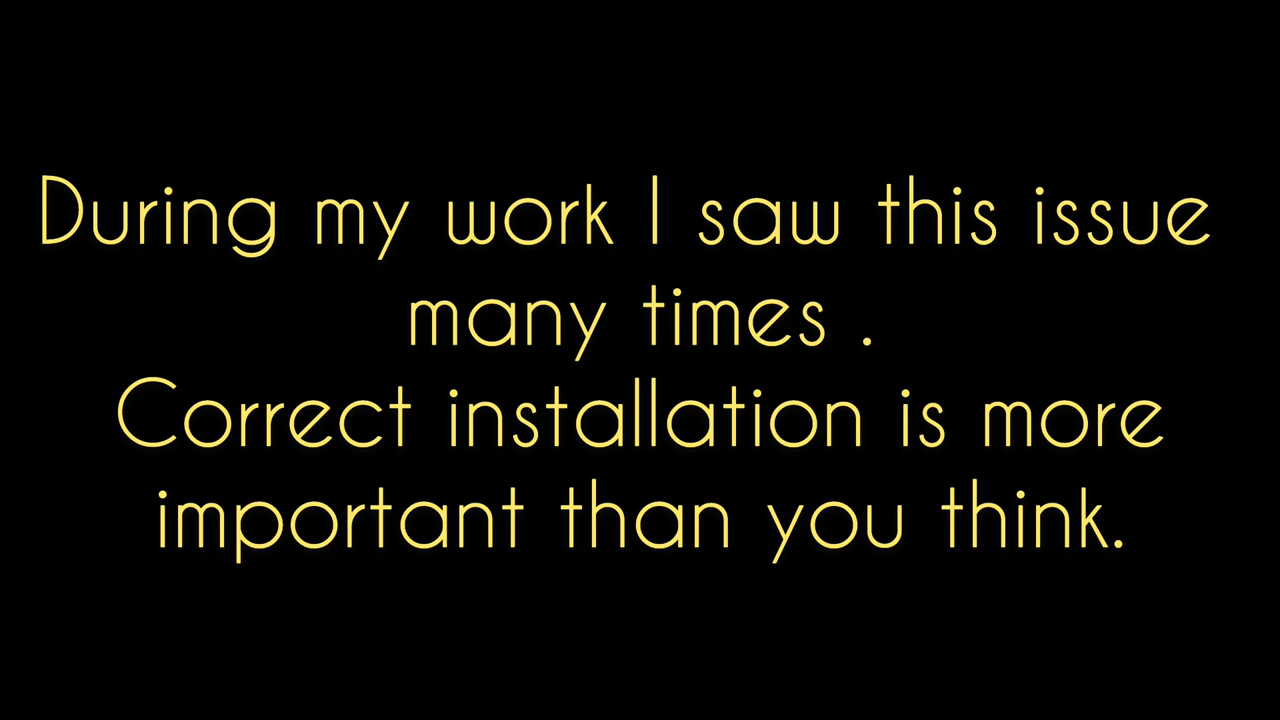 During my work I saw this issue
many times .
Correct installation is more
important than you think.